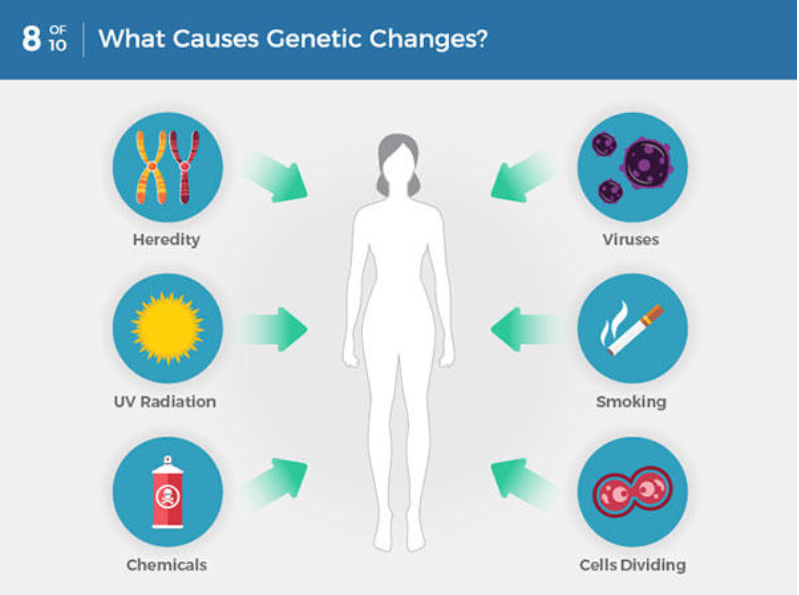 8 OF 10 What Causes Genetic Changes?
Heredity
Viruses
UV Radiation
Smoking
Chemicals
Cells Dividing